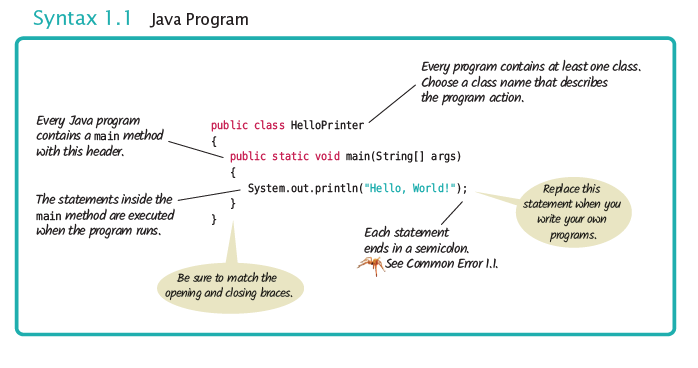 Syntax 1.1 Java Program
Every program contains at least one class.
Choose a class name that describes
the program action.
Every Java program
contains a main method
with this header.
public class HelloPrinter
{
public static void main(String[] args)
{
System.out.println("Hello, World!");
}
}
The statements inside the
main method are executed
when the program runs.
Replace this
statement when you
write your own
programs.
Each statement
ends in a semicolon.
See Common Error 1.1.
Be sure to match the
opening and closing braces.